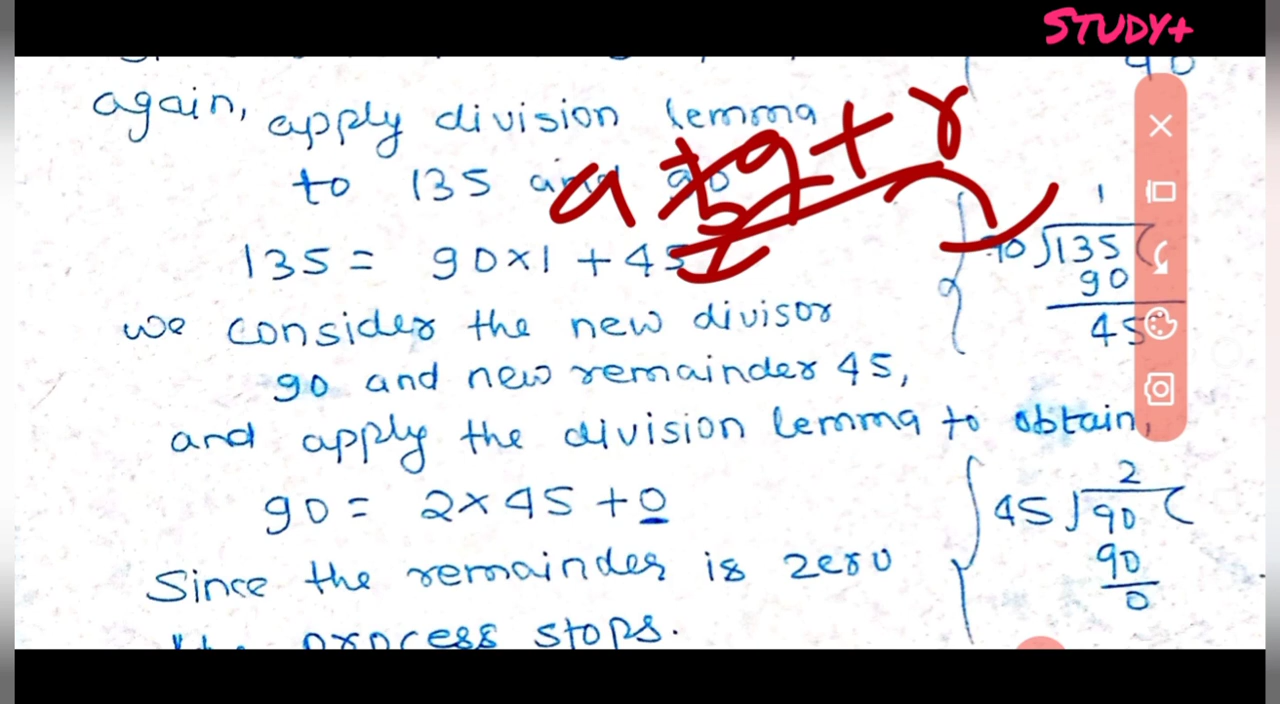 STUDY+
90
again, apply division lemma
to 135 and 90
a = bq + r
135 = 90×1 + 45
1
90 135
90
45
we consider the new divisor
90 and new remainder 45,
and apply the division lemma to obtain,
90 = 2×45 + 0
2
45 90
90
0
Since the remainder is zero
the process stops.